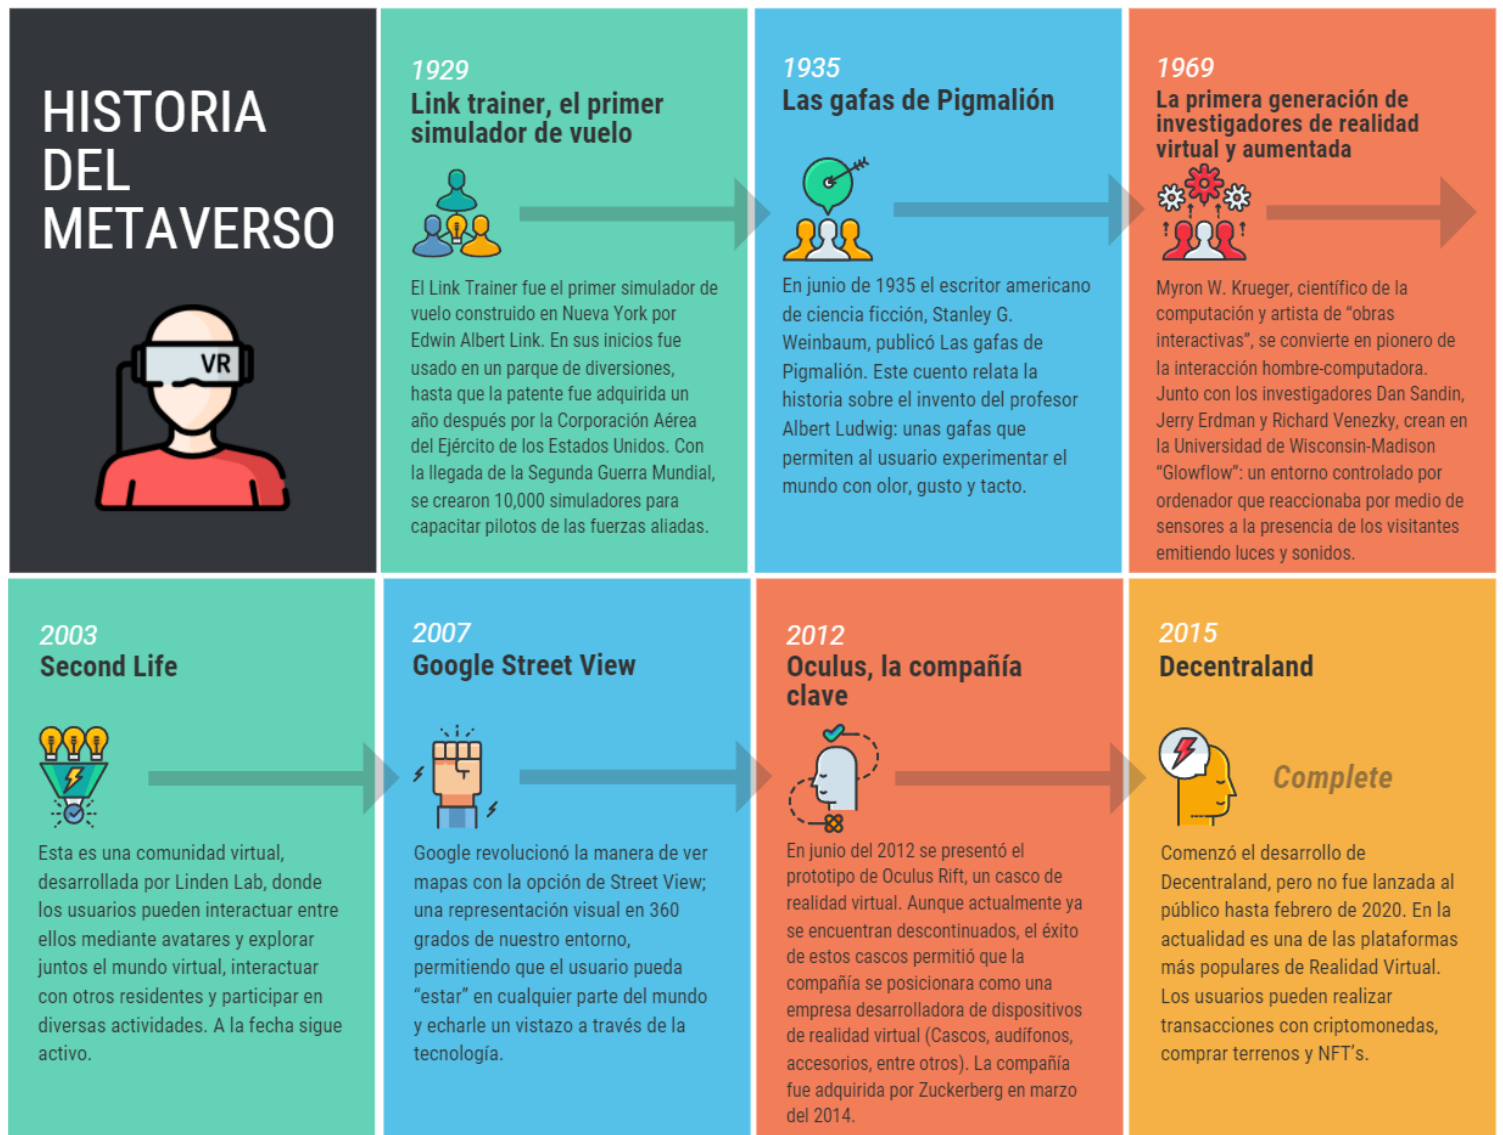 HISTORIA
DEL
METAVERSO
VR
1929
Link trainer, el primer
simulador de vuelo
El Link Trainer fue el primer simulador de
vuelo construido en Nueva York por
Edwin Albert Link. En sus inicios fue
usado en un parque de diversiones,
hasta que la patente fue adquirida un
año después por la Corporación Aérea
del Ejército de los Estados Unidos. Con
la llegada de la Segunda Guerra Mundial,
se crearon 10,000 simuladores para
capacitar pilotos de las fuerzas aliadas.
1935
Las gafas de Pigmalión
En junio de 1935 el escritor americano
de ciencia ficción, Stanley G.
Weinbaum, publicó Las gafas de
Pigmalión. Este cuento relata la
historia sobre el invento del profesor
Albert Ludwig: unas gafas que
permiten al usuario experimentar el
mundo con olor, gusto y tacto.
1969
La primera generación de
investigadores de realidad
virtual y aumentada
Myron W. Krueger, científico de la
computación y artista de “obras
interactivas”, se convierte en pionero de
la interacción hombre-computadora.
Junto con los investigadores Dan Sandin,
Jerry Erdman y Richard Venezky, crean en
la Universidad de Wisconsin-Madison
“Glowflow”: un entorno controlado por
ordenador que reaccionaba por medio de
sensores a la presencia de los visitantes
emitiendo luces y sonidos.
2003
Second Life
Esta es una comunidad virtual,
desarrollada por Linden Lab, donde
los usuarios pueden interactuar entre
ellos mediante avatares y explorar
juntos el mundo virtual, interactuar
con otros residentes y participar en
diversas actividades. A la fecha sigue
activo.
2007
Google Street View
Google revolucionó la manera de ver
mapas con la opción de Street View;
una representación visual en 360
grados de nuestro entorno,
permitiendo que el usuario pueda
“estar” en cualquier parte del mundo
y echarle un vistazo a través de la
tecnología.
2012
Oculus, la compañía
clave
En junio del 2012 se presentó el
prototipo de Oculus Rift, un casco de
realidad virtual. Aunque actualmente ya
se encuentran descontinuados, el éxito
de estos cascos permitió que la
compañía se posicionara como una
empresa desarrolladora de dispositivos
de realidad virtual (Cascos, audífonos,
accesorios, entre otros). La compañía
fue adquirida por Zuckerberg en marzo
del 2014.
2015
Decentraland
Complete
Comenzó el desarrollo de
Decentraland, pero no fue lanzada al
público hasta febrero de 2020. En la
actualidad es una de las plataformas
más populares de Realidad Virtual.
Los usuarios pueden realizar
transacciones con criptomonedas,
comprar terrenos y NFT’s.